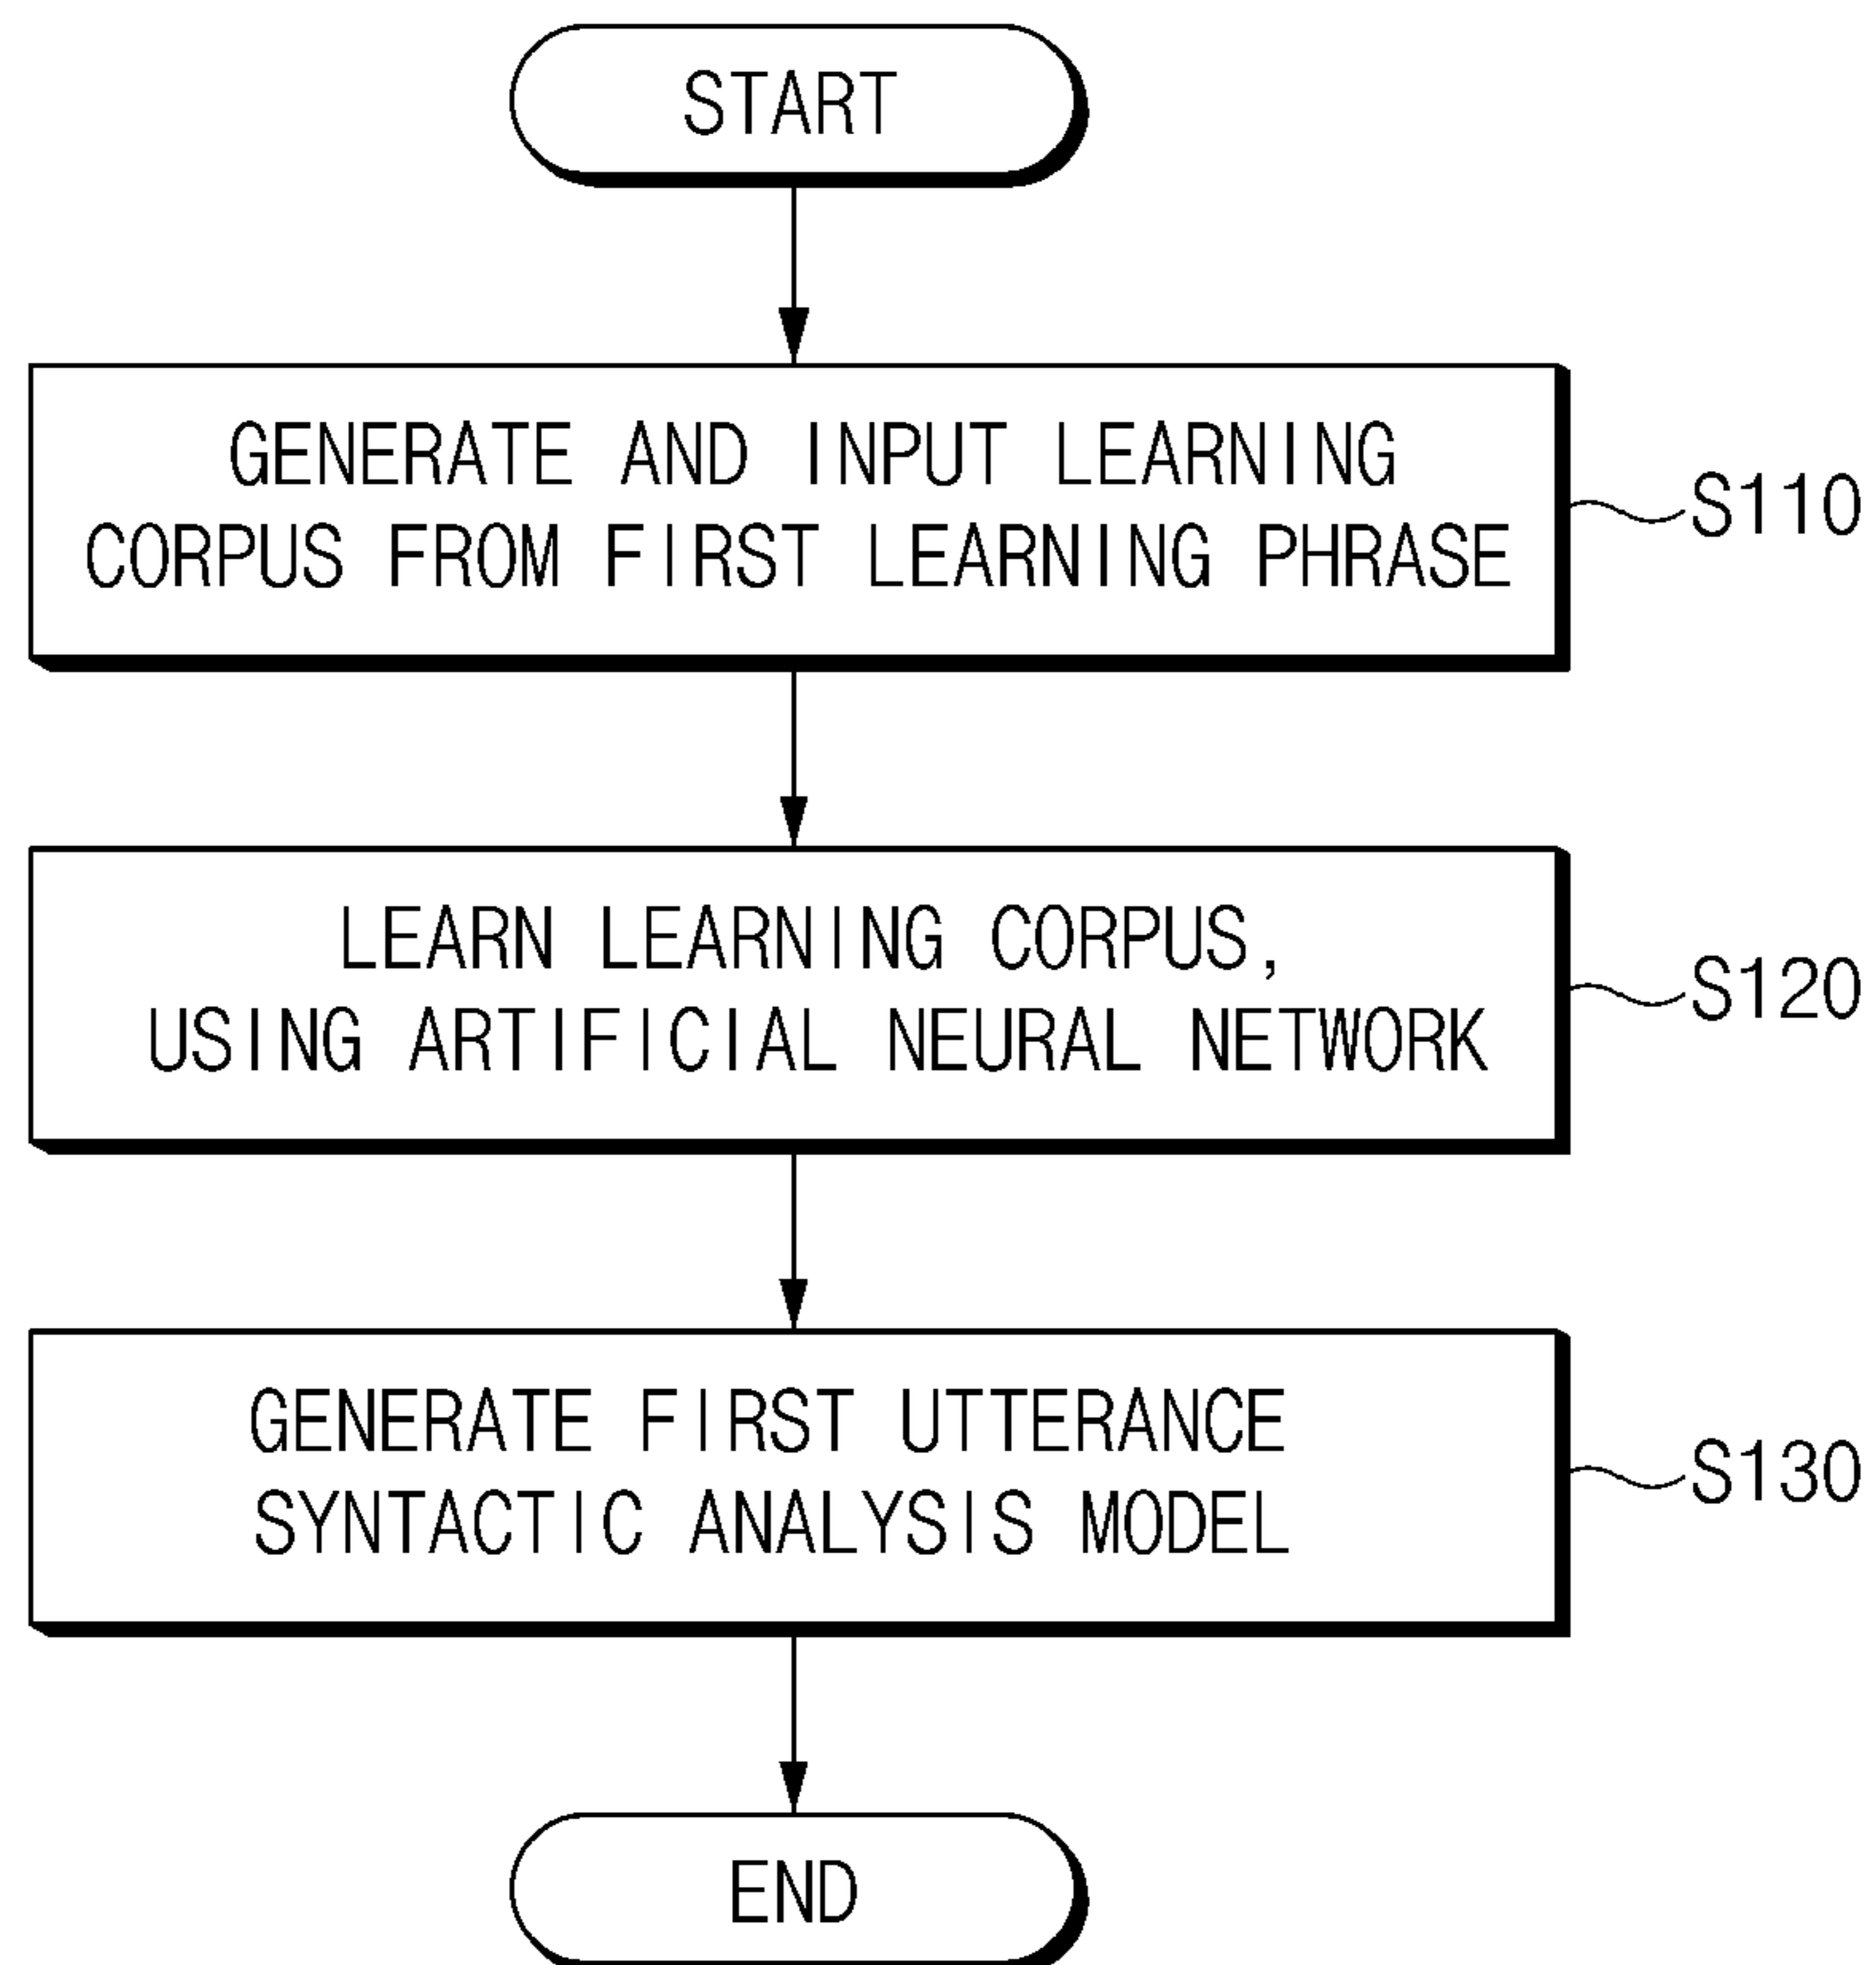 START
GENERATE AND INPUT LEARNING
CORPUS FROM FIRST LEARNING PHRASE
S110
LEARN LEARNING CORPUS,
USING ARTIFICIAL NEURAL NETWORK
S120
GENERATE FIRST UTTERANCE
SYNTACTIC ANALYSIS MODEL
S130
END